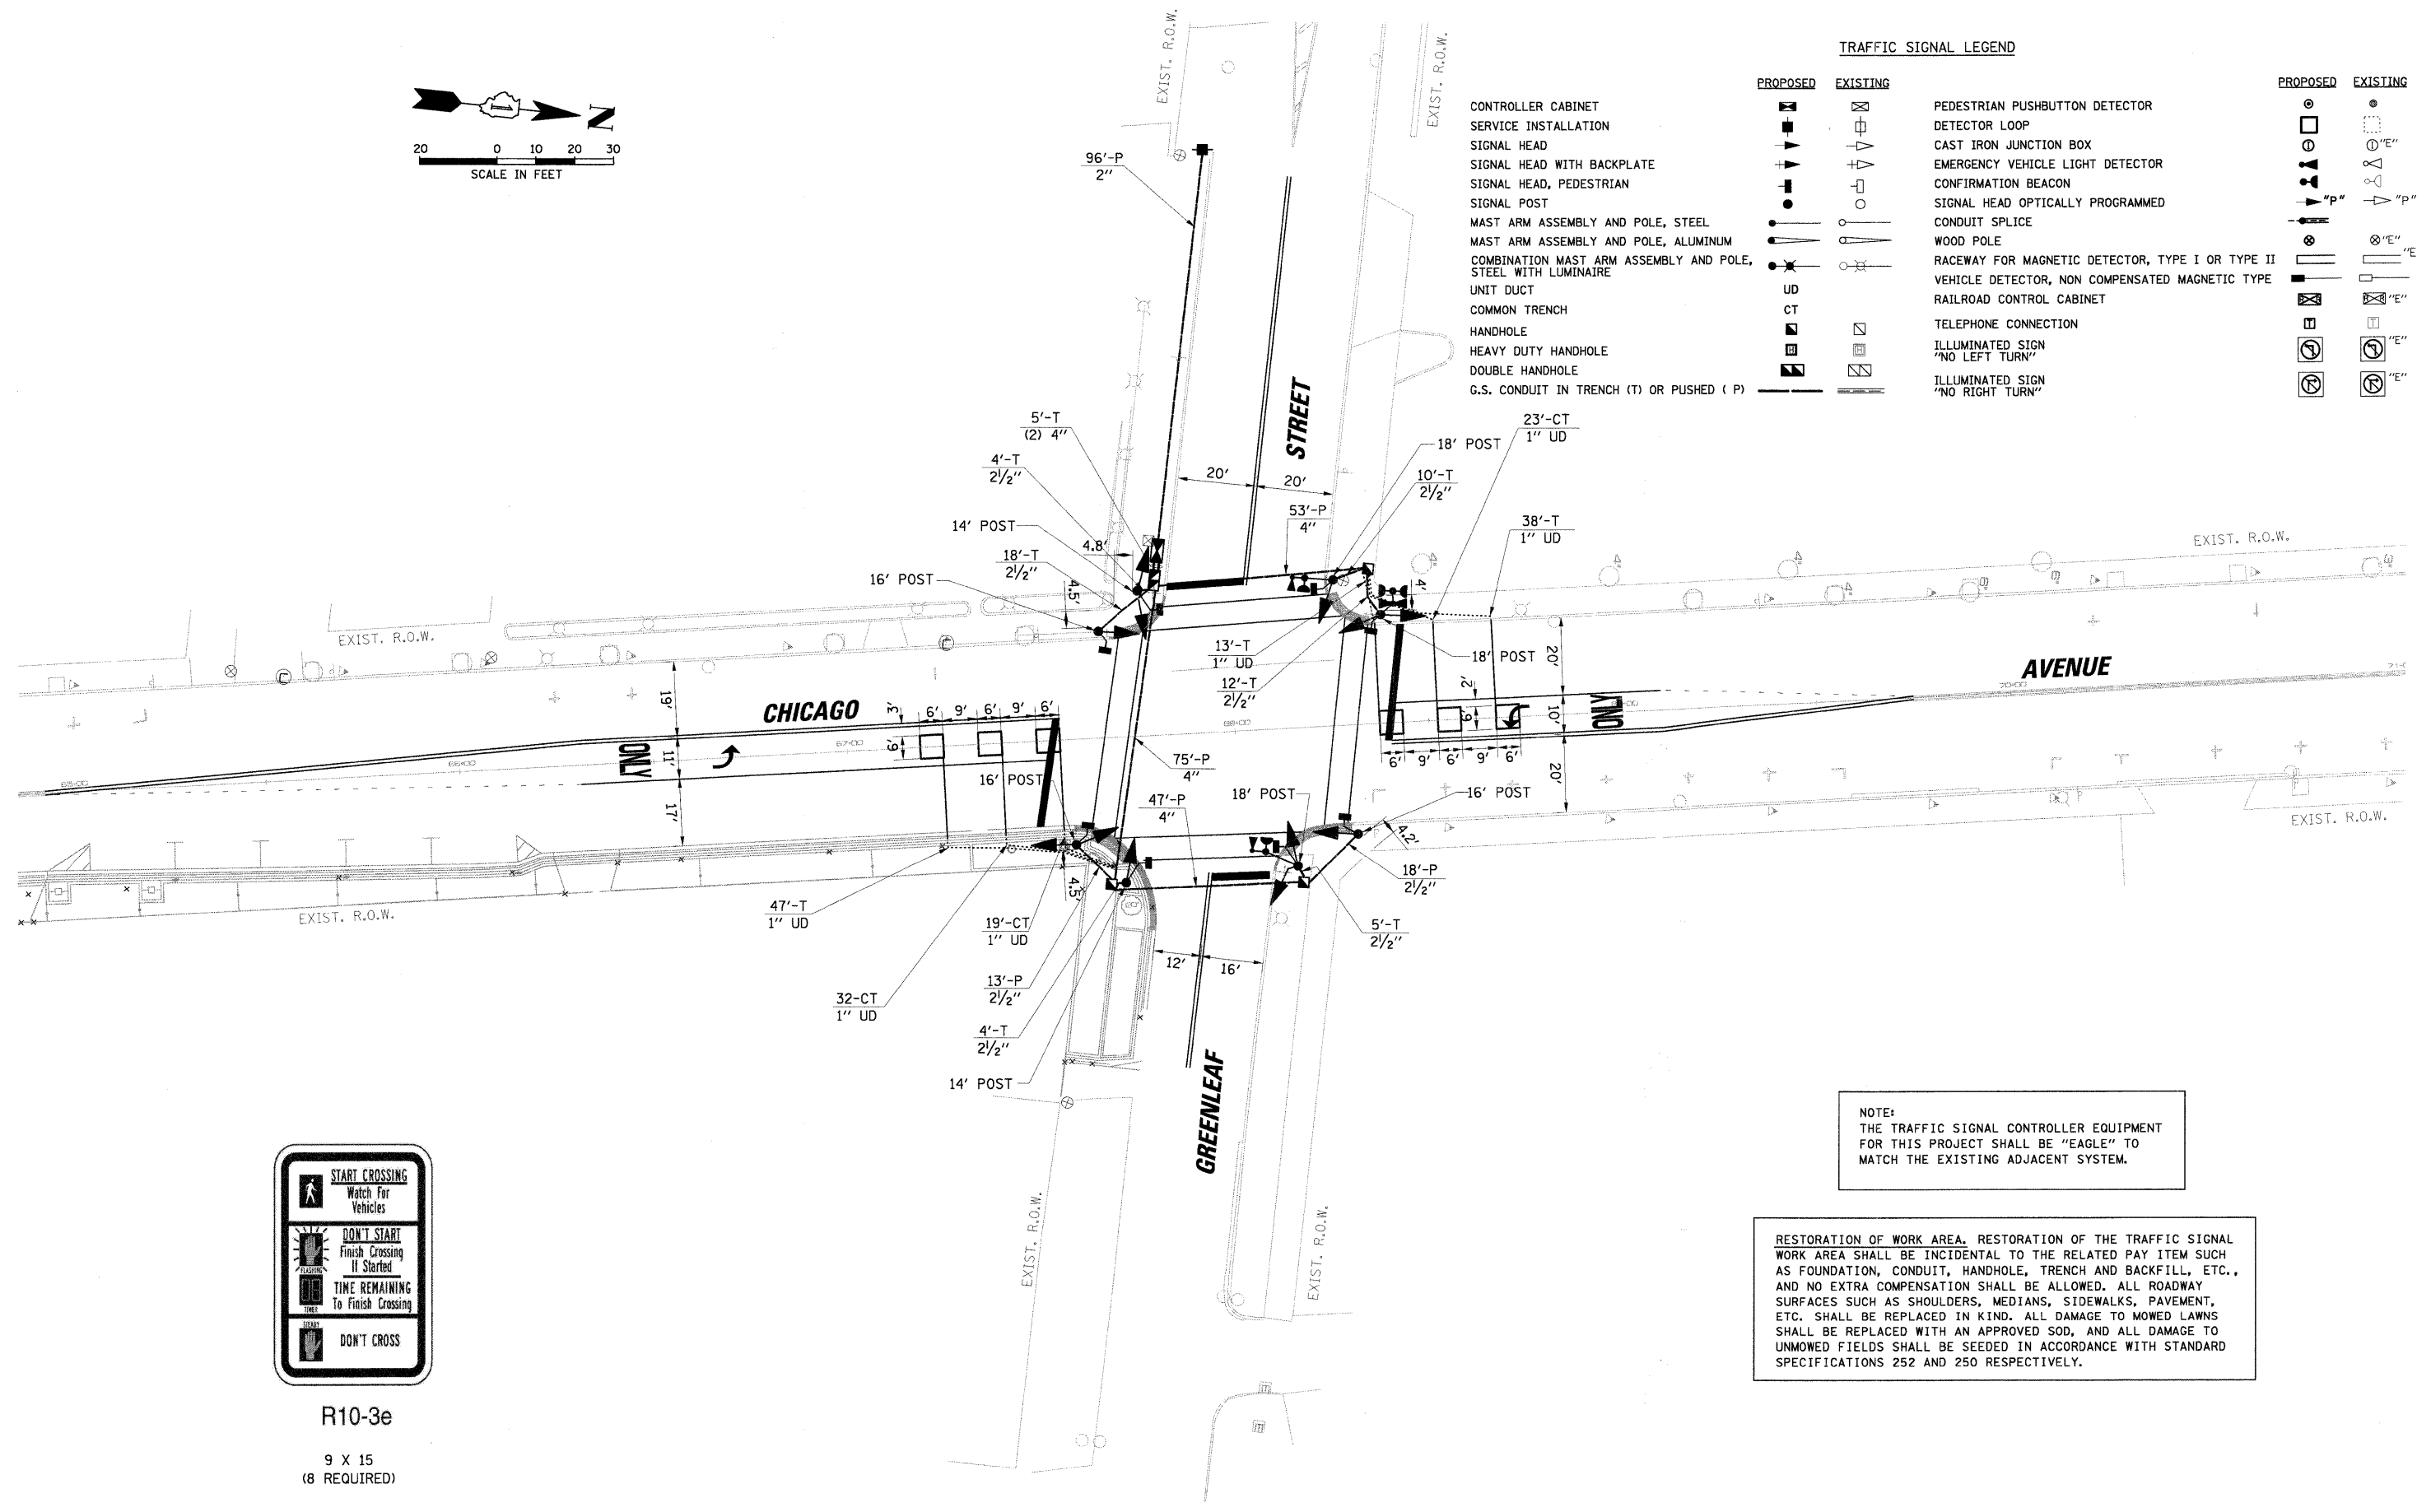 TRAFFIC SIGNAL LEGEND
PROPOSED EXISTING
CONTROLLER CABINET
SERVICE INSTALLATION
SIGNAL HEAD
SIGNAL HEAD WITH BACKPLATE
SIGNAL HEAD, PEDESTRIAN
SIGNAL POST
MAST ARM ASSEMBLY AND POLE, STEEL
MAST ARM ASSEMBLY AND POLE, ALUMINUM
COMBINATION MAST ARM ASSEMBLY AND POLE,
STEEL WITH LUMINAIRE
UNIT DUCT UD
COMMON TRENCH CT
HANDHOLE
HEAVY DUTY HANDHOLE H H
DOUBLE HANDHOLE
G.S. CONDUIT IN TRENCH (T) OR PUSHED ( P)
PROPOSED EXISTING
PEDESTRIAN PUSHBUTTON DETECTOR
DETECTOR LOOP
CAST IRON JUNCTION BOX "E"
EMERGENCY VEHICLE LIGHT DETECTOR
CONFIRMATION BEACON
SIGNAL HEAD OPTICALLY PROGRAMMED "P" "P"
CONDUIT SPLICE
WOOD POLE "E"
RACEWAY FOR MAGNETIC DETECTOR, TYPE I OR TYPE II "E
VEHICLE DETECTOR, NON COMPENSATED MAGNETIC TYPE
RAILROAD CONTROL CABINET "E"
TELEPHONE CONNECTION T T
ILLUMINATED SIGN
"NO LEFT TURN" "E"
ILLUMINATED SIGN
"NO RIGHT TURN" "E"
N
20 0 10 20 30
SCALE IN FEET
EXIST. R.O.W.
EXIST. R.O.W.
96'-P
2"
STREET
20' 20'
5'-T
(2) 4"
4'-T
2 1/2"
14' POST
4.8'
18'-T
2 1/2"
16' POST
4.5'
18' POST
23'-CT
1" UD
10'-T
2 1/2"
53'-P
4"
38'-T
1" UD
4'
EXIST. R.O.W.
EXIST. R.O.W.
13'-T
1" UD
12'-T
2 1/2"
18' POST
20'
2'
6'
10'
20'
AVENUE
70+00
71+0
ONLY
6' 9' 6' 9' 6'
CHICAGO
19'
11'
17'
3'
6'
6' 9' 6' 9' 6'
ONLY
65+00
66+00
67+00
68+00
16' POST
75'-P
4"
47'-P
4"
18' POST
16' POST
4.2'
18'-P
2 1/2"
5'-T
2 1/2"
4.5'
EXIST. R.O.W.
EXIST. R.O.W.
47'-T
1" UD
19'-CT
1" UD
32-CT
1" UD
13'-P
2 1/2"
4'-T
2 1/2"
14' POST
12' 16'
GREENLEAF
EXIST. R.O.W.
EXIST. R.O.W.
START CROSSING
Watch For
Vehicles
DON'T START
Finish Crossing
If Started
FLASHING
TIME REMAINING
To Finish Crossing
TIMER
STEADY
DON'T CROSS
R10-3e
9 X 15
(8 REQUIRED)
NOTE:
THE TRAFFIC SIGNAL CONTROLLER EQUIPMENT
FOR THIS PROJECT SHALL BE "EAGLE" TO
MATCH THE EXISTING ADJACENT SYSTEM.
RESTORATION OF WORK AREA. RESTORATION OF THE TRAFFIC SIGNAL
WORK AREA SHALL BE INCIDENTAL TO THE RELATED PAY ITEM SUCH
AS FOUNDATION, CONDUIT, HANDHOLE, TRENCH AND BACKFILL, ETC.,
AND NO EXTRA COMPENSATION SHALL BE ALLOWED. ALL ROADWAY
SURFACES SUCH AS SHOULDERS, MEDIANS, SIDEWALKS, PAVEMENT,
ETC. SHALL BE REPLACED IN KIND. ALL DAMAGE TO MOWED LAWNS
SHALL BE REPLACED WITH AN APPROVED SOD, AND ALL DAMAGE TO
UNMOWED FIELDS SHALL BE SEEDED IN ACCORDANCE WITH STANDARD
SPECIFICATIONS 252 AND 250 RESPECTIVELY.